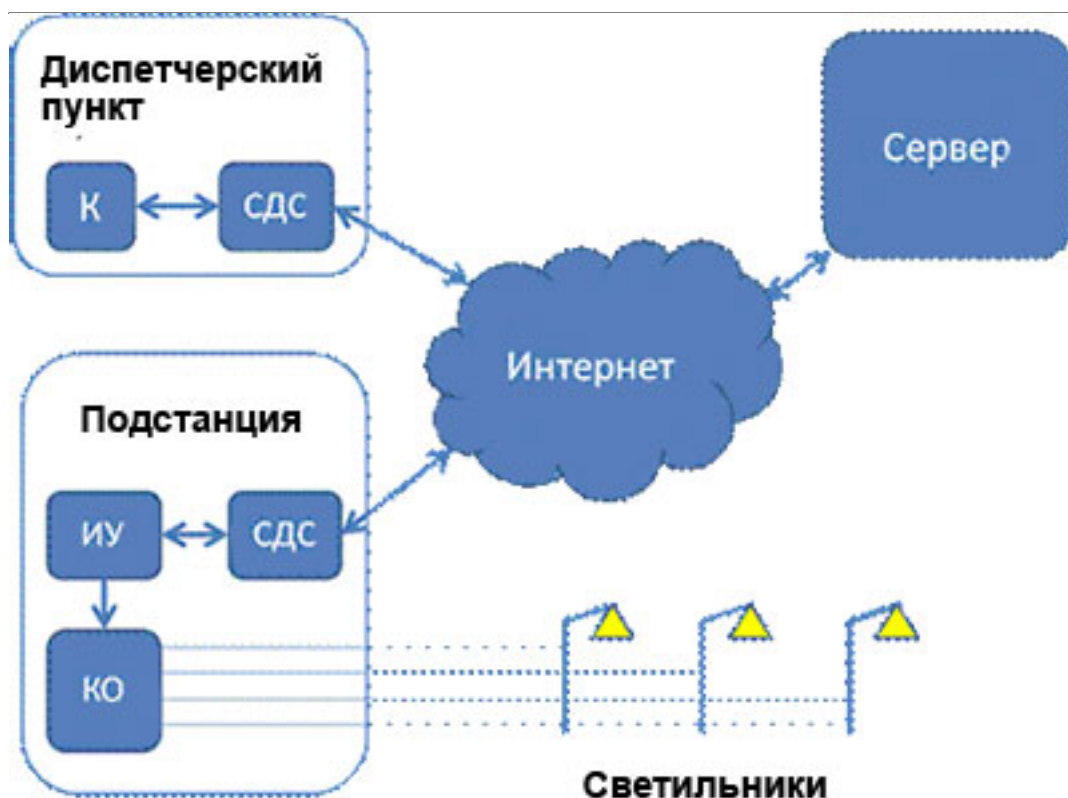 Диспетчерский
пункт
К
СДС
Сервер
Интернет
Подстанция
ИУ
СДС
КО
Светильники